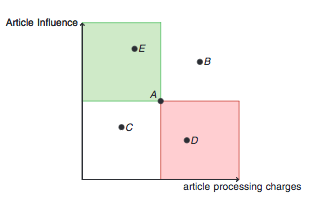 Article Influence
E
B
A
C
D
article processing charges